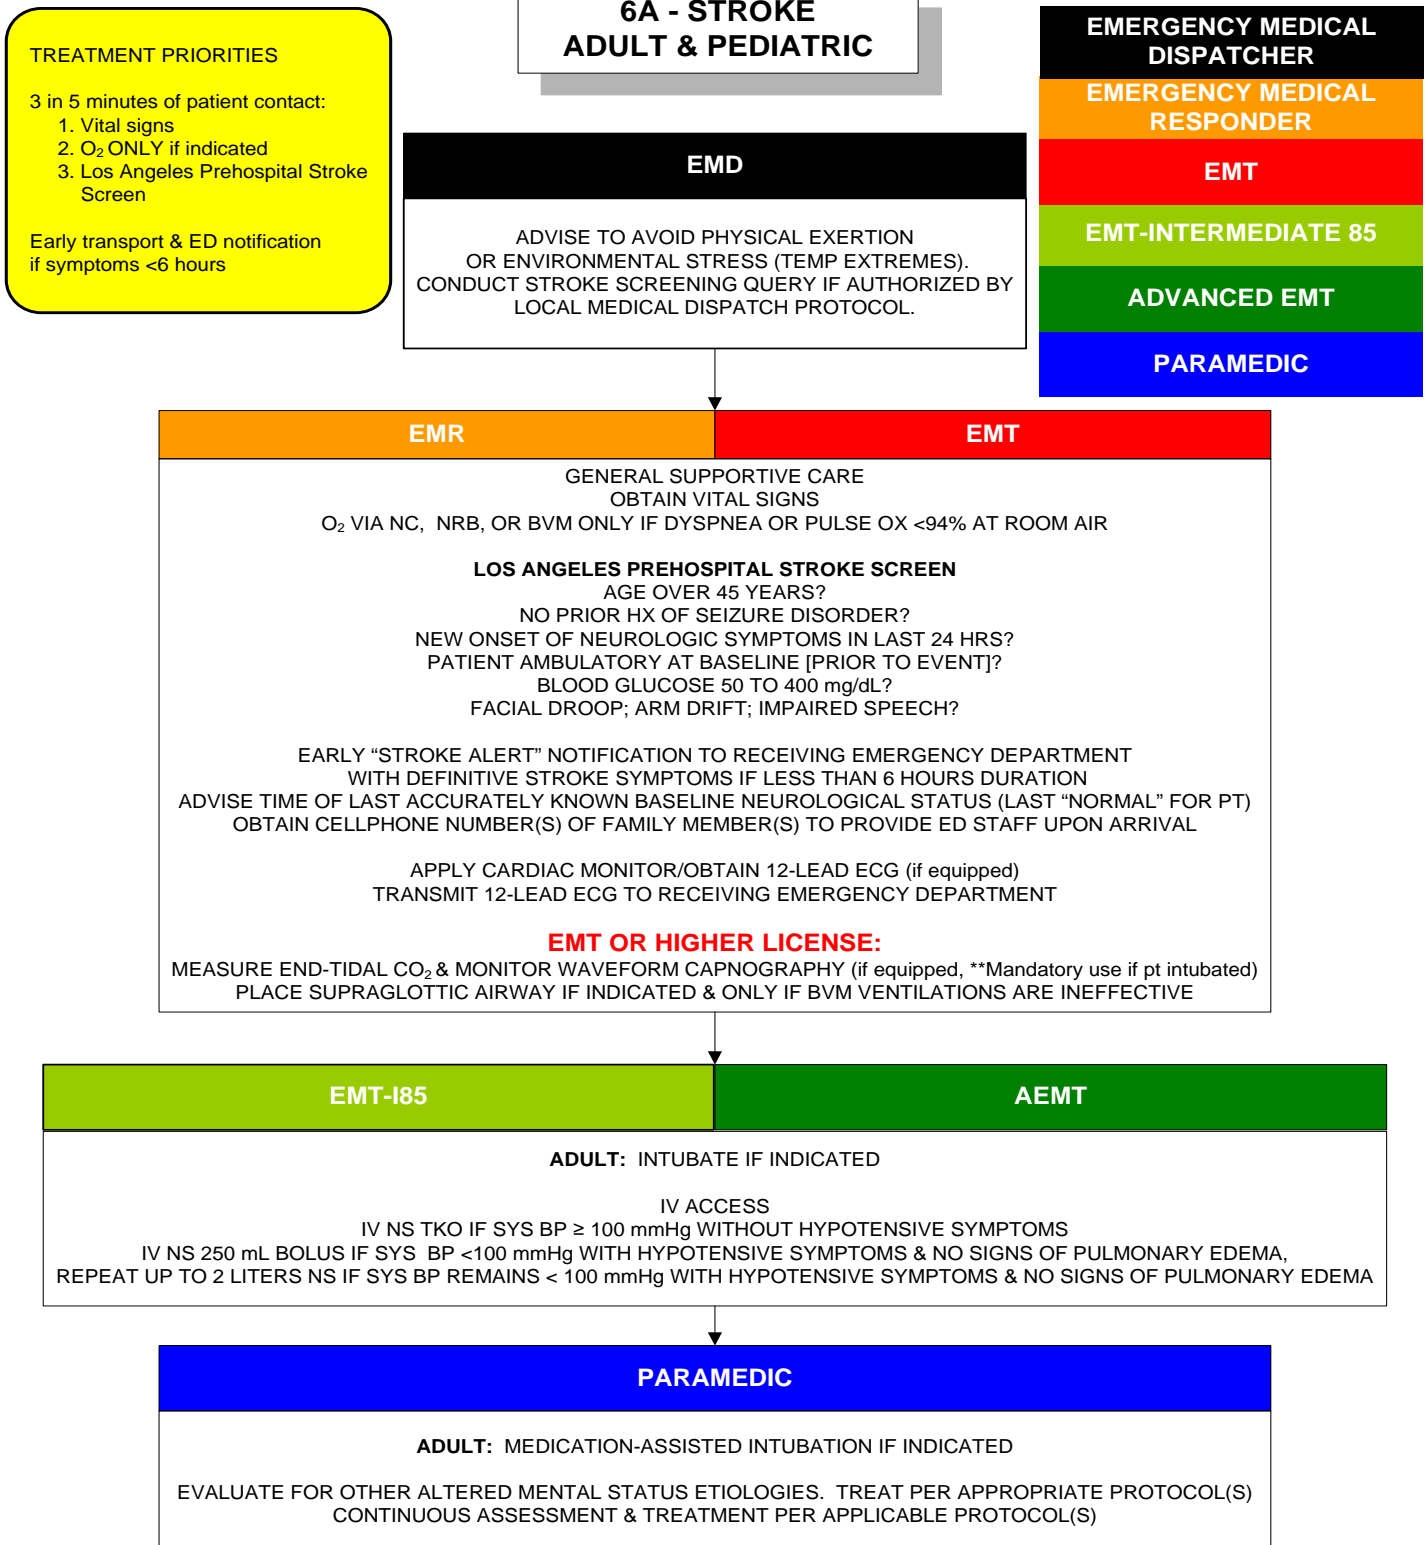 6A - STROKE
ADULT & PEDIATRIC
TREATMENT PRIORITIES
3 in 5 minutes of patient contact:
1. Vital signs
2. O₂ ONLY if indicated
3. Los Angeles Prehospital Stroke
Screen
Early transport & ED notification
if symptoms <6 hours
EMERGENCY MEDICAL
DISPATCHER
EMERGENCY MEDICAL
RESPONDER
EMT
EMT-INTERMEDIATE 85
ADVANCED EMT
PARAMEDIC
EMD
ADVISE TO AVOID PHYSICAL EXERTION
OR ENVIRONMENTAL STRESS (TEMP EXTREMES).
CONDUCT STROKE SCREENING QUERY IF AUTHORIZED BY
LOCAL MEDICAL DISPATCH PROTOCOL.
EMR
EMT
GENERAL SUPPORTIVE CARE
OBTAIN VITAL SIGNS
O₂ VIA NC, NRB, OR BVM ONLY IF DYSPNEA OR PULSE OX <94% AT ROOM AIR
LOS ANGELES PREHOSPITAL STROKE SCREEN
AGE OVER 45 YEARS?
NO PRIOR HX OF SEIZURE DISORDER?
NEW ONSET OF NEUROLOGIC SYMPTOMS IN LAST 24 HRS?
PATIENT AMBULATORY AT BASELINE [PRIOR TO EVENT]?
BLOOD GLUCOSE 50 TO 400 mg/dL?
FACIAL DROOP; ARM DRIFT; IMPAIRED SPEECH?
EARLY “STROKE ALERT” NOTIFICATION TO RECEIVING EMERGENCY DEPARTMENT
WITH DEFINITIVE STROKE SYMPTOMS IF LESS THAN 6 HOURS DURATION
ADVISE TIME OF LAST ACCURATELY KNOWN BASELINE NEUROLOGICAL STATUS (LAST “NORMAL” FOR PT)
OBTAIN CELLPHONE NUMBER(S) OF FAMILY MEMBER(S) TO PROVIDE ED STAFF UPON ARRIVAL
APPLY CARDIAC MONITOR/OBTAIN 12-LEAD ECG (if equipped)
TRANSMIT 12-LEAD ECG TO RECEIVING EMERGENCY DEPARTMENT
EMT OR HIGHER LICENSE:
MEASURE END-TIDAL CO₂ & MONITOR WAVEFORM CAPNOGRAPHY (if equipped, **Mandatory use if pt intubated)
PLACE SUPRAGLOTTIC AIRWAY IF INDICATED & ONLY IF BVM VENTILATIONS ARE INEFFECTIVE
EMT-I85
AEMT
ADULT: INTUBATE IF INDICATED
IV ACCESS
IV NS TKO IF SYS BP ≥ 100 mmHg WITHOUT HYPOTENSIVE SYMPTOMS
IV NS 250 mL BOLUS IF SYS BP <100 mmHg WITH HYPOTENSIVE SYMPTOMS & NO SIGNS OF PULMONARY EDEMA,
REPEAT UP TO 2 LITERS NS IF SYS BP REMAINS < 100 mmHg WITH HYPOTENSIVE SYMPTOMS & NO SIGNS OF PULMONARY EDEMA
PARAMEDIC
ADULT: MEDICATION-ASSISTED INTUBATION IF INDICATED
EVALUATE FOR OTHER ALTERED MENTAL STATUS ETIOLOGIES. TREAT PER APPROPRIATE PROTOCOL(S)
CONTINUOUS ASSESSMENT & TREATMENT PER APPLICABLE PROTOCOL(S)